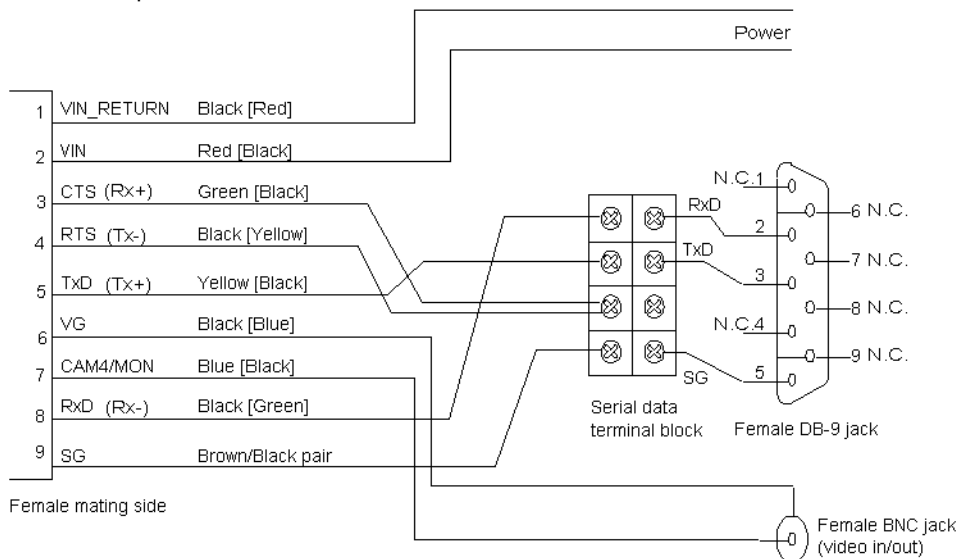 Power
1 VIN_RETURN Black [Red]
2 VIN Red [Black]
3 CTS (Rx+) Green [Black]
4 RTS (Tx-) Black [Yellow]
5 TxD (Tx+) Yellow [Black]
6 VG Black [Blue]
7 CAM4/MON Blue [Black]
8 RxD (Rx-) Black [Green]
9 SG Brown/Black pair
Female mating side
RxD
TxD
SG
Serial data
terminal block
N.C.1
2
3
N.C.4
5
6 N.C.
7 N.C.
8 N.C.
9 N.C.
Female DB-9 jack
Female BNC jack
(video in/out)